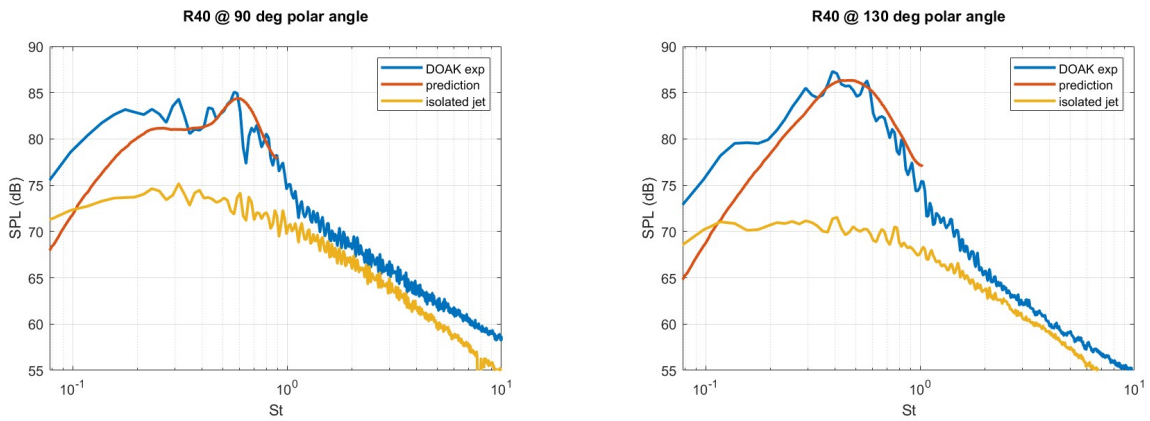 R40 @ 90 deg polar angle
90
85
80
75
70
65
60
55
SPL (dB)
10-1
100
101
St
DOAK exp
prediction
isolated jet
R40 @ 130 deg polar angle
90
85
80
75
70
65
60
55
SPL (dB)
10-1
100
101
St
DOAK exp
prediction
isolated jet